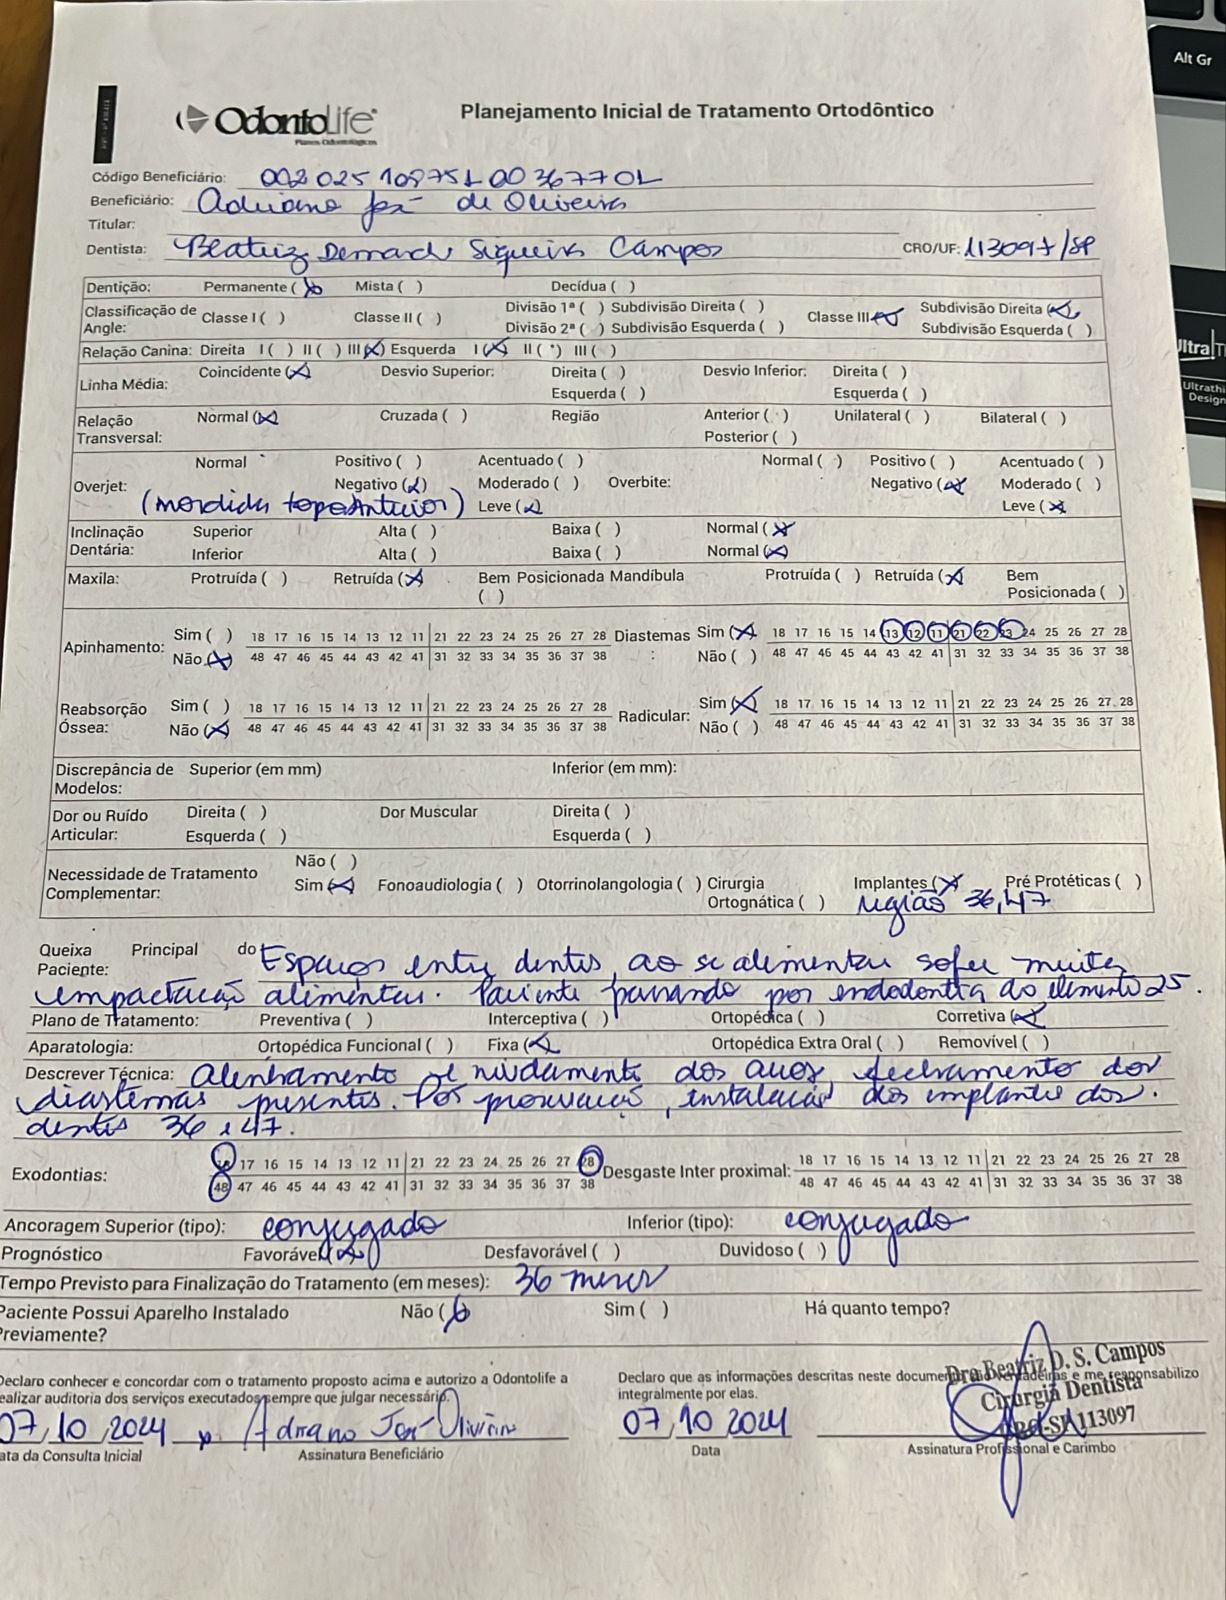 Alt Gr
OdontoLife
Planos Odontológicos
Planejamento Inicial de Tratamento Ortodôntico
Código Beneficiário:
Beneficiário: Adriano José de Oliveira
Titular:
Dentista: Beatriz Demarchi Siqueira Campos CRO/UF: 113097/SP
Dentição: Permanente (x) Mista ( ) Decídua ( )
Classificação de Angle: Classe I ( ) Classe II ( ) Divisão 1ª ( ) Subdivisão Direita ( ) Classe III (x) Subdivisão Direita (x)
Divisão 2ª ( ) Subdivisão Esquerda ( ) Subdivisão Esquerda ( )
Relação Canina: Direita I ( ) II ( ) III (x) Esquerda I (x) II ( ) III ( )
Linha Média: Coincidente (x) Desvio Superior: Direita ( ) Desvio Inferior: Direita ( )
Esquerda ( ) Esquerda ( )
Relação Transversal: Normal (x) Cruzada ( ) Região Anterior ( ) Unilateral ( ) Bilateral ( )
Posterior ( )
Normal Positivo ( ) Acentuado ( ) Normal ( ) Positivo ( ) Acentuado ( )
Overjet: Negativo (x) Moderado ( ) Overbite: Negativo (x) Moderado ( )
(mordida topo anterior) Leve (x) Leve (x)
Inclinação Dentária: Superior Alta ( ) Baixa ( ) Normal (x)
Inferior Alta ( ) Baixa ( ) Normal (x)
Maxila: Protruída ( ) Retruída (x) Bem Posicionada ( ) Mandíbula Protruída ( ) Retruída (x) Bem Posicionada ( )
Apinhamento: Sim ( ) 18 17 16 15 14 13 12 11 21 22 23 24 25 26 27 28 Diastemas: Sim (x) 18 17 16 15 14 13 12 11 21 22 23 24 25 26 27 28
Não (x) 48 47 46 45 44 43 42 41 31 32 33 34 35 36 37 38 Não ( ) 48 47 46 45 44 43 42 41 31 32 33 34 35 36 37 38
Reabsorção Óssea: Sim ( ) 18 17 16 15 14 13 12 11 21 22 23 24 25 26 27 28 Radicular: Sim (x) 18 17 16 15 14 13 12 11 21 22 23 24 25 26 27 28
Não (x) 48 47 46 45 44 43 42 41 31 32 33 34 35 36 37 38 Não ( ) 48 47 46 45 44 43 42 41 31 32 33 34 35 36 37 38
Discrepância de Modelos: Superior (em mm) Inferior (em mm):
Dor ou Ruído Articular: Direita ( ) Dor Muscular Direita ( )
Esquerda ( ) Esquerda ( )
Necessidade de Tratamento Complementar: Não ( )
Sim (x) Fonoaudiologia ( ) Otorrinolangologia ( ) Cirurgia Ortognática ( ) Implantes (x) Pré Protéticas ( )
região 36, 47
Queixa Principal do Paciente: Espaços entre dentes, ao se alimentar sofre muita
impactação alimentar. Paciente passando por endodontia do elemento 25.
Plano de Tratamento: Preventiva ( ) Interceptiva ( ) Ortopédica ( ) Corretiva (x)
Aparatologia: Ortopédica Funcional ( ) Fixa (x) Ortopédica Extra Oral ( ) Removível ( )
Descrever Técnica: Alinhamento e nivelamento dos arcos, fechamento dos
diastemas presentes. Pós provação, instalação dos implantes dos.
dentes 36 e 47.
Exodontias: 18 17 16 15 14 13 12 11 21 22 23 24 25 26 27 28 Desgaste Inter proximal: 18 17 16 15 14 13 12 11 21 22 23 24 25 26 27 28
48 47 46 45 44 43 42 41 31 32 33 34 35 36 37 38 48 47 46 45 44 43 42 41 31 32 33 34 35 36 37 38
Ancoragem Superior (tipo): conjugado Inferior (tipo): conjugado
Prognóstico Favorável (x) Desfavorável ( ) Duvidoso ( )
Tempo Previsto para Finalização do Tratamento (em meses): 36 meses
Paciente Possui Aparelho Instalado Previamente? Não (x) Sim ( ) Há quanto tempo?
Declaro conhecer e concordar com o tratamento proposto acima e autorizo a Odontolife a
realizar auditoria dos serviços executados sempre que julgar necessário.
Declaro que as informações descritas neste documento são verdadeiras e me responsabilizo
integralmente por elas.
Dra Beatriz D. S. Campos
Cirurgiã Dentista
CRO-SP 113097
07,10,2024 x Adriano José Oliveira 07,10,2024
Data da Consulta Inicial Assinatura Beneficiário Data Assinatura Profissional e Carimbo